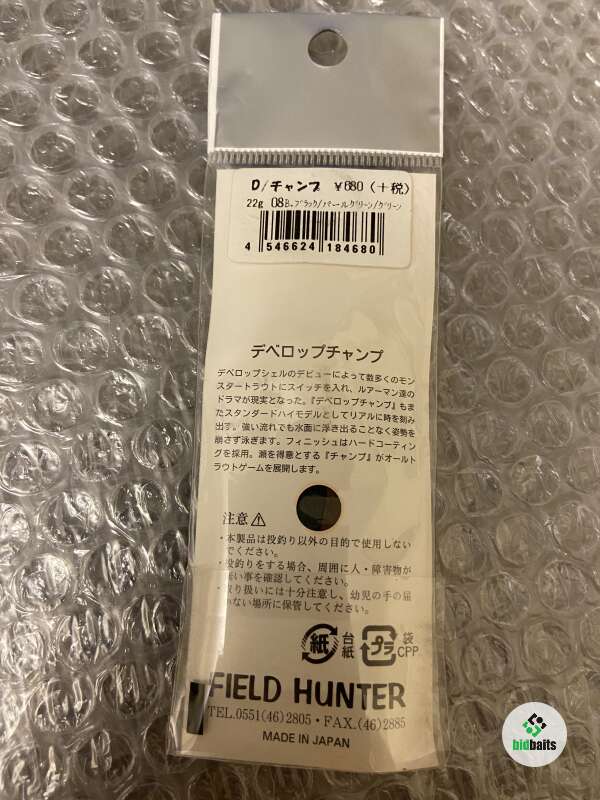 D/チャンプ ¥680(+税)
22g 08B.ブラック/パールグリーン/グリーン
4 546624 184680
デベロップチャンプ
デベロップシェルのデビューによって数多くのモン
スタートラウトにスイッチを入れ、ルアーマン達の
ドラマが現実となった。『デベロップチャンプ』もま
たスタンダードハイモデルとしてリアルに時を刻み
出す。強い流れでも水面に浮き出ることなく姿勢を
崩さず泳ぎます。フィニッシュはハードコーティン
グを採用。瀬を得意とする『チャンプ』がオールト
ラウトゲームを展開します。
注意⚠
・本製品は投釣り以外の目的で使用しない
でください。
・投釣りをする場合、周囲に人・障害物が
無い事を確認してください。
・取り扱いには十分注意し、幼児の手の届
かない場所に保管してください。
紙 台紙 プラ 袋 CPP
FIELD HUNTER
TEL.0551(46)2805・FAX.(46)2885
MADE IN JAPAN
bidbaits